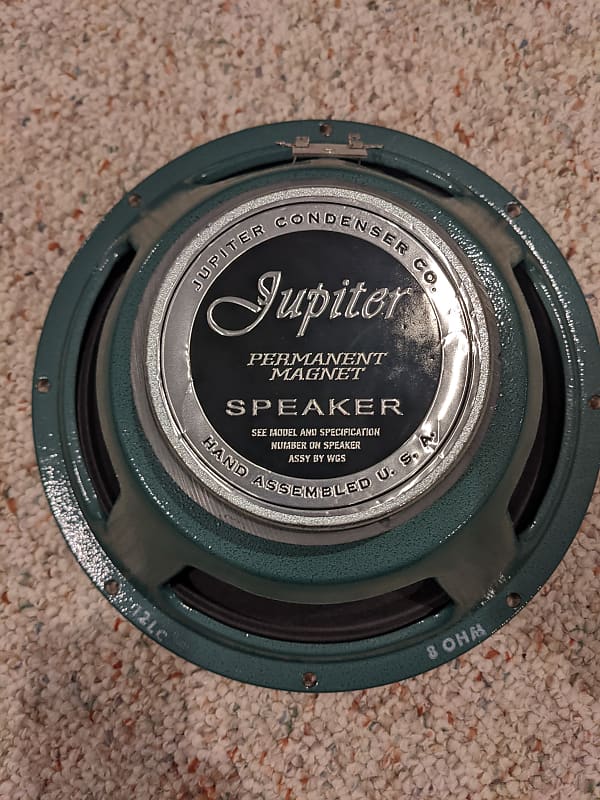 JUPITER CONDENSER CO.
Jupiter
PERMANENT
MAGNET
SPEAKER
SEE MODEL AND SPECIFICATION
NUMBER ON SPEAKER
ASSY BY WGS
HAND ASSEMBLED U. S. A.
12LC
8 OHM